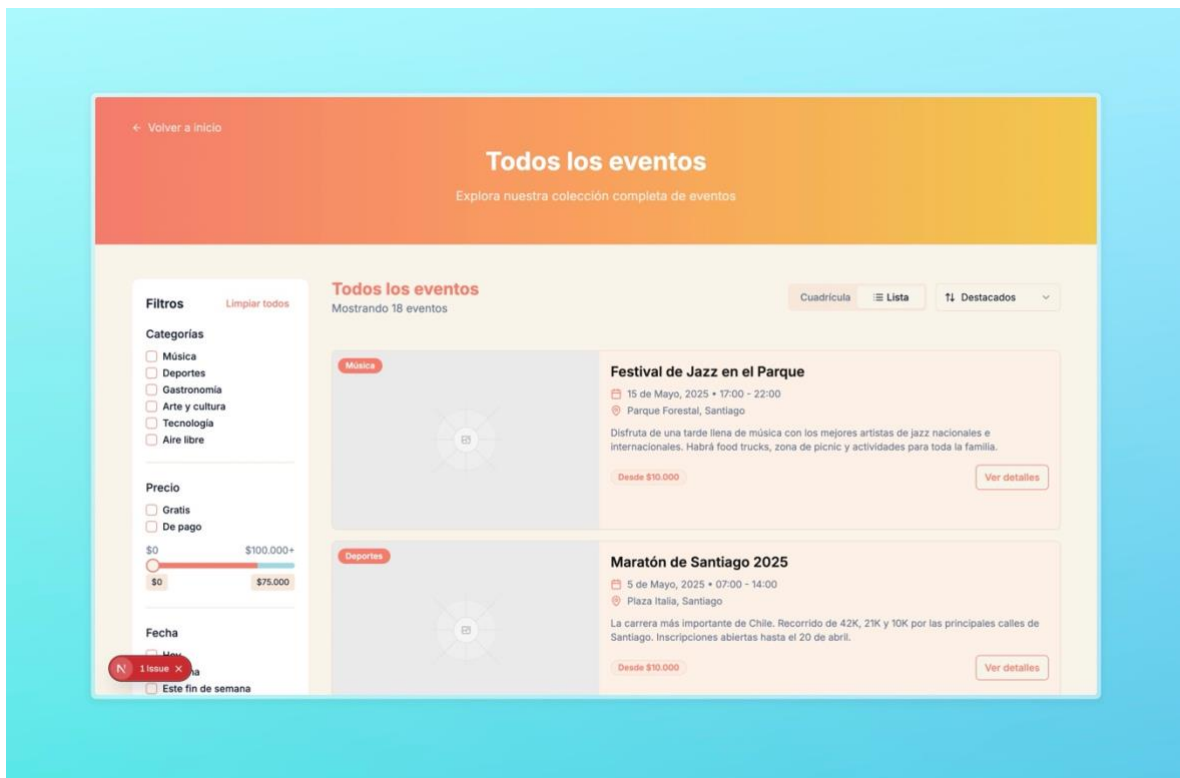 ← Volver a inicio
Todos los eventos
Explora nuestra colección completa de eventos
Filtros
Limpiar todos
Categorías
Música
Deportes
Gastronomía
Arte y cultura
Tecnología
Aire libre
Precio
Gratis
De pago
$0
$100.000+
$0
$75.000
Fecha
Hoy
Este fin de semana
N 1 Issue ×
Todos los eventos
Mostrando 18 eventos
Cuadrícula
Lista
Destacados
Música
Festival de Jazz en el Parque
15 de Mayo, 2025 • 17:00 - 22:00
Parque Forestal, Santiago
Disfruta de una tarde llena de música con los mejores artistas de jazz nacionales e
internacionales. Habrá food trucks, zona de picnic y actividades para toda la familia.
Desde $10.000
Ver detalles
Deportes
Maratón de Santiago 2025
5 de Mayo, 2025 • 07:00 - 14:00
Plaza Italia, Santiago
La carrera más importante de Chile. Recorrido de 42K, 21K y 10K por las principales calles de
Santiago. Inscripciones abiertas hasta el 20 de abril.
Desde $10.000
Ver detalles